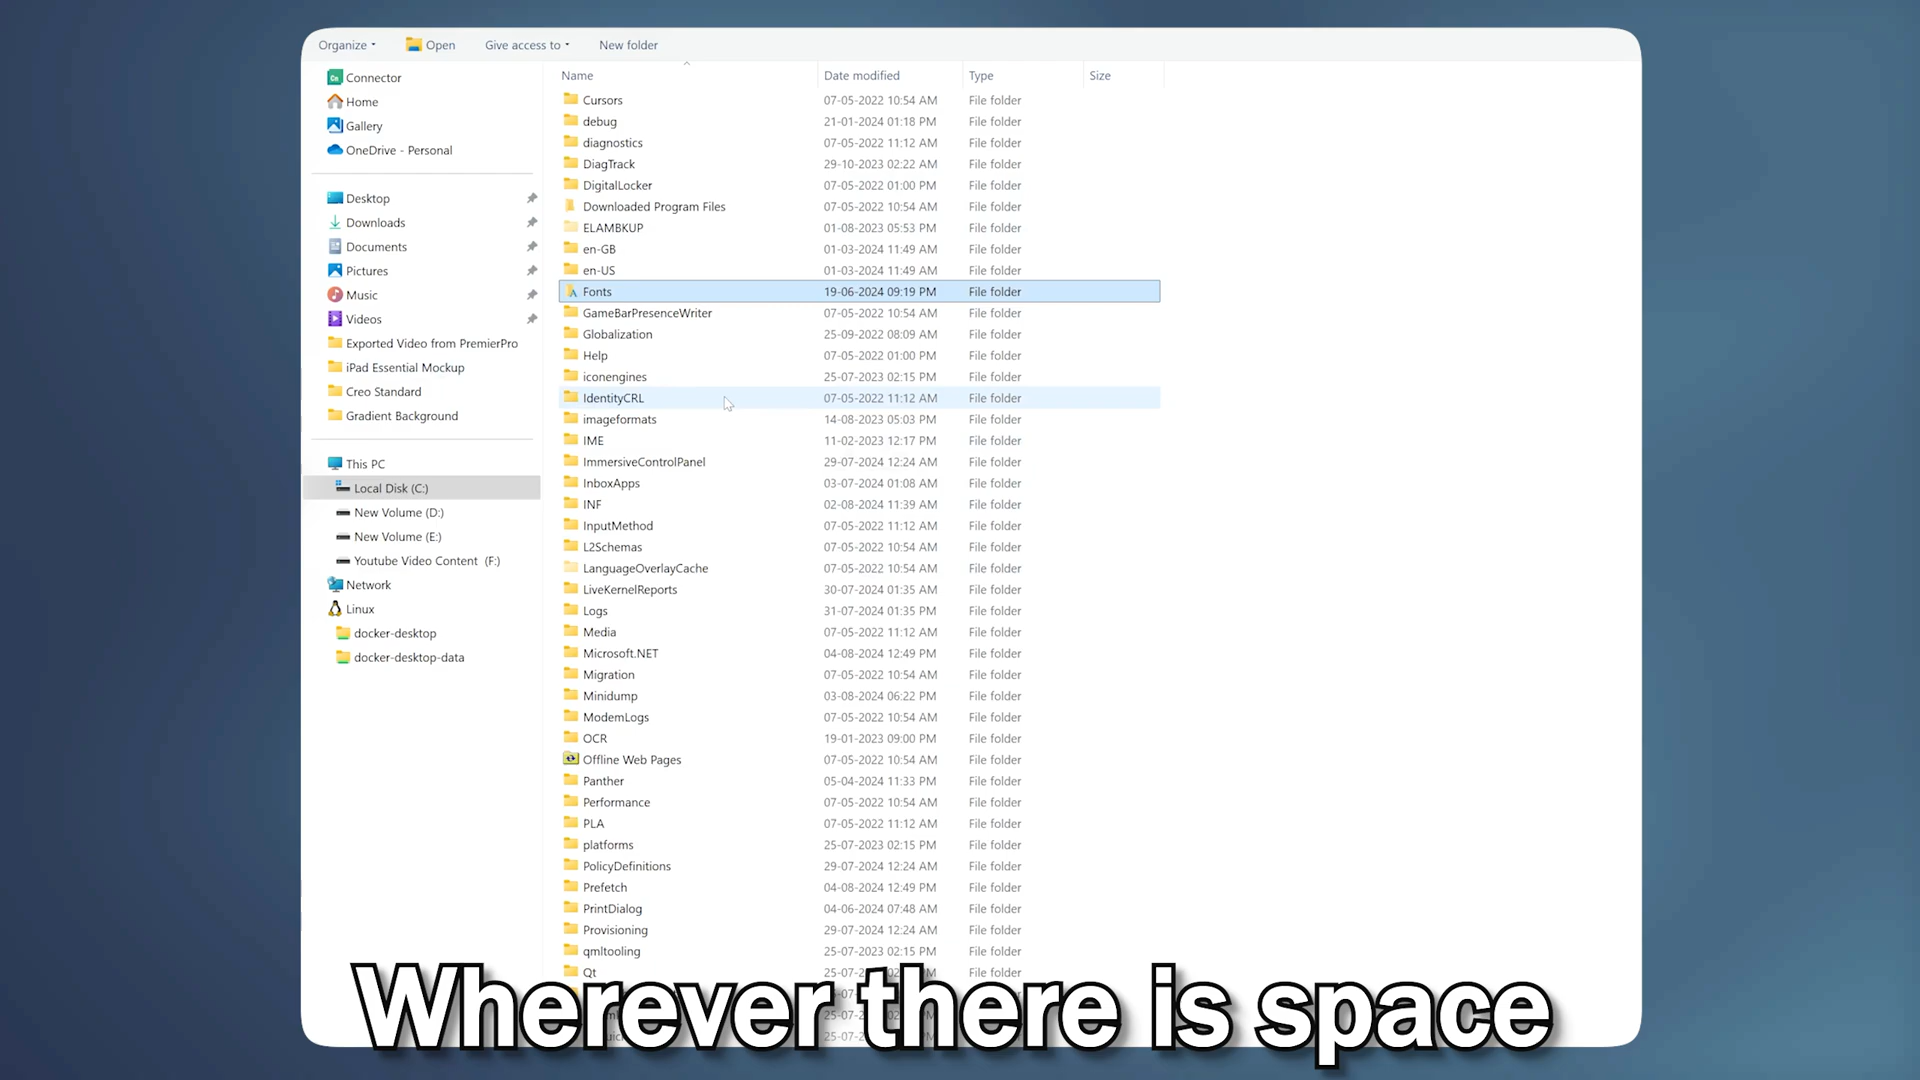 Organize
Open
Give access to
New folder
Connector
Home
Gallery
OneDrive - Personal
Desktop
Downloads
Documents
Pictures
Music
Videos
Exported Video from PremierPro
iPad Essential Mockup
Creo Standard
Gradient Background
This PC
Local Disk (C:)
New Volume (D:)
New Volume (E:)
Youtube Video Content (F:)
Network
Linux
docker-desktop
docker-desktop-data
Name Date modified Type Size
Cursors 07-05-2022 10:54 AM File folder
debug 21-01-2024 01:18 PM File folder
diagnostics 07-05-2022 11:12 AM File folder
DiagTrack 29-10-2023 02:22 AM File folder
DigitalLocker 07-05-2022 01:00 PM File folder
Downloaded Program Files 07-05-2022 10:54 AM File folder
ELAMBKUP 01-08-2023 05:53 PM File folder
en-GB 01-03-2024 11:49 AM File folder
en-US 01-03-2024 11:49 AM File folder
Fonts 19-06-2024 09:19 PM File folder
GameBarPresenceWriter 07-05-2022 10:54 AM File folder
Globalization 25-09-2022 08:09 AM File folder
Help 07-05-2022 01:00 PM File folder
iconengines 25-07-2023 02:15 PM File folder
IdentityCRL 07-05-2022 11:12 AM File folder
imageformats 14-08-2023 05:03 PM File folder
IME 11-02-2023 12:17 PM File folder
ImmersiveControlPanel 29-07-2024 12:24 AM File folder
InboxApps 03-07-2024 01:08 AM File folder
INF 02-08-2024 11:39 AM File folder
InputMethod 07-05-2022 11:12 AM File folder
L2Schemas 07-05-2022 10:54 AM File folder
LanguageOverlayCache 07-05-2022 10:54 AM File folder
LiveKernelReports 30-07-2024 01:35 AM File folder
Logs 31-07-2024 01:35 PM File folder
Media 07-05-2022 11:12 AM File folder
Microsoft.NET 04-08-2024 12:49 PM File folder
Migration 07-05-2022 10:54 AM File folder
Minidump 03-08-2024 06:22 PM File folder
ModemLogs 07-05-2022 10:54 AM File folder
OCR 19-01-2023 09:00 PM File folder
Offline Web Pages 07-05-2022 10:54 AM File folder
Panther 05-04-2024 11:33 PM File folder
Performance 07-05-2022 10:54 AM File folder
PLA 07-05-2022 11:12 AM File folder
platforms 25-07-2023 02:15 PM File folder
PolicyDefinitions 29-07-2024 12:24 AM File folder
Prefetch 04-08-2024 12:49 PM File folder
PrintDialog 04-06-2024 07:48 AM File folder
Provisioning 29-07-2024 12:24 AM File folder
qmltooling 25-07-2023 02:15 PM File folder
Qt File folder
Wherever there is space